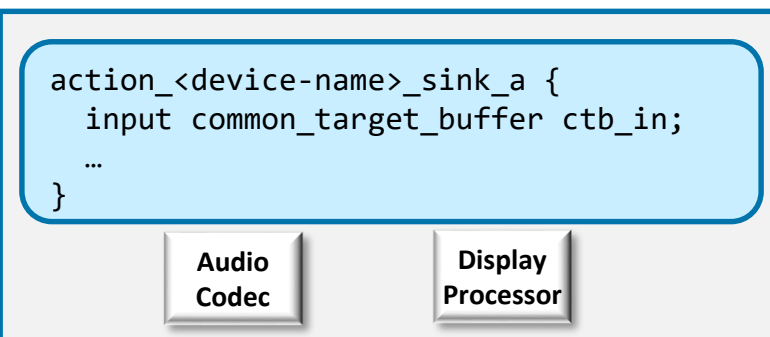 action_<device-name>_sink_a {
input common_target_buffer ctb_in;
…
}
Audio
Codec
Display
Processor